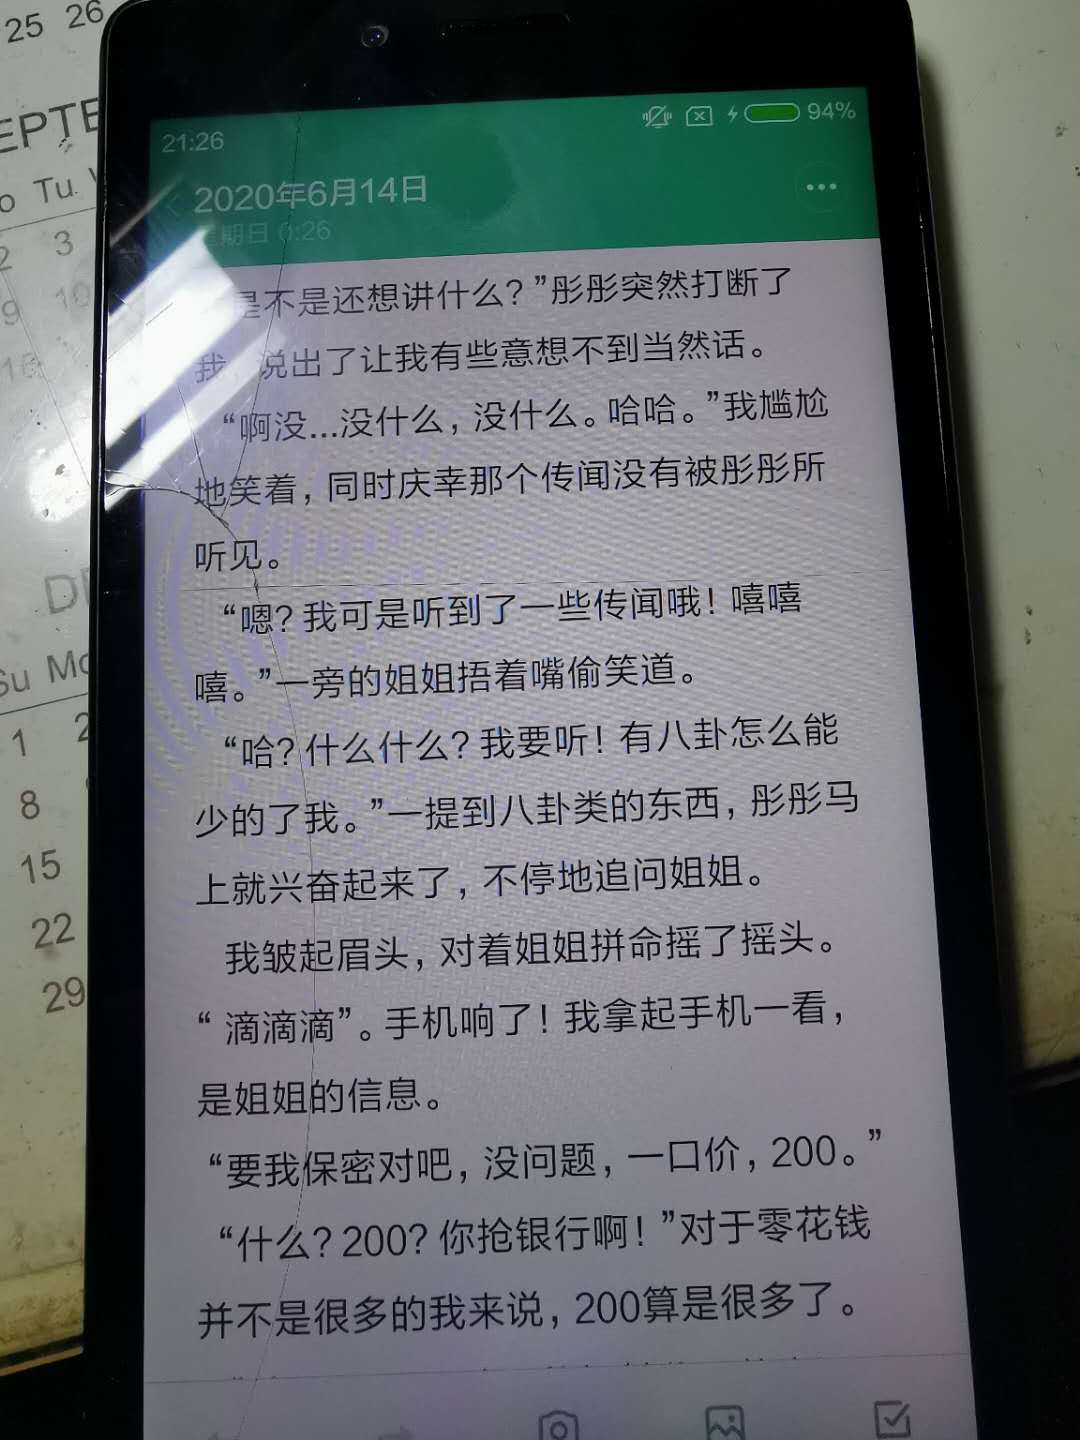 25 26
EPTE
o Tu
2 3
9 10
16
21:26
94%
2020年6月14日
期日 0:26
是不是还想讲什么？”彤彤突然打断了
我，说出了让我有些意想不到当然话。
“啊没...没什么，没什么。哈哈。”我尴尬
地笑着，同时庆幸那个传闻没有被彤彤所
听见。
“嗯？我可是听到了一些传闻哦！嘻嘻
嘻。”一旁的姐姐捂着嘴偷笑道。
“哈？什么什么？我要听！有八卦怎么能
少的了我。”一提到八卦类的东西，彤彤马
上就兴奋起来了，不停地追问姐姐。
我皱起眉头，对着姐姐拼命摇了摇头。
“ 滴滴滴”。手机响了！我拿起手机一看，
是姐姐的信息。
“要我保密对吧，没问题，一口价，200。”
“什么？200？你抢银行啊！”对于零花钱
并不是很多的我来说，200算是很多了。
D
Su Mo
1 2
8
15
22
29